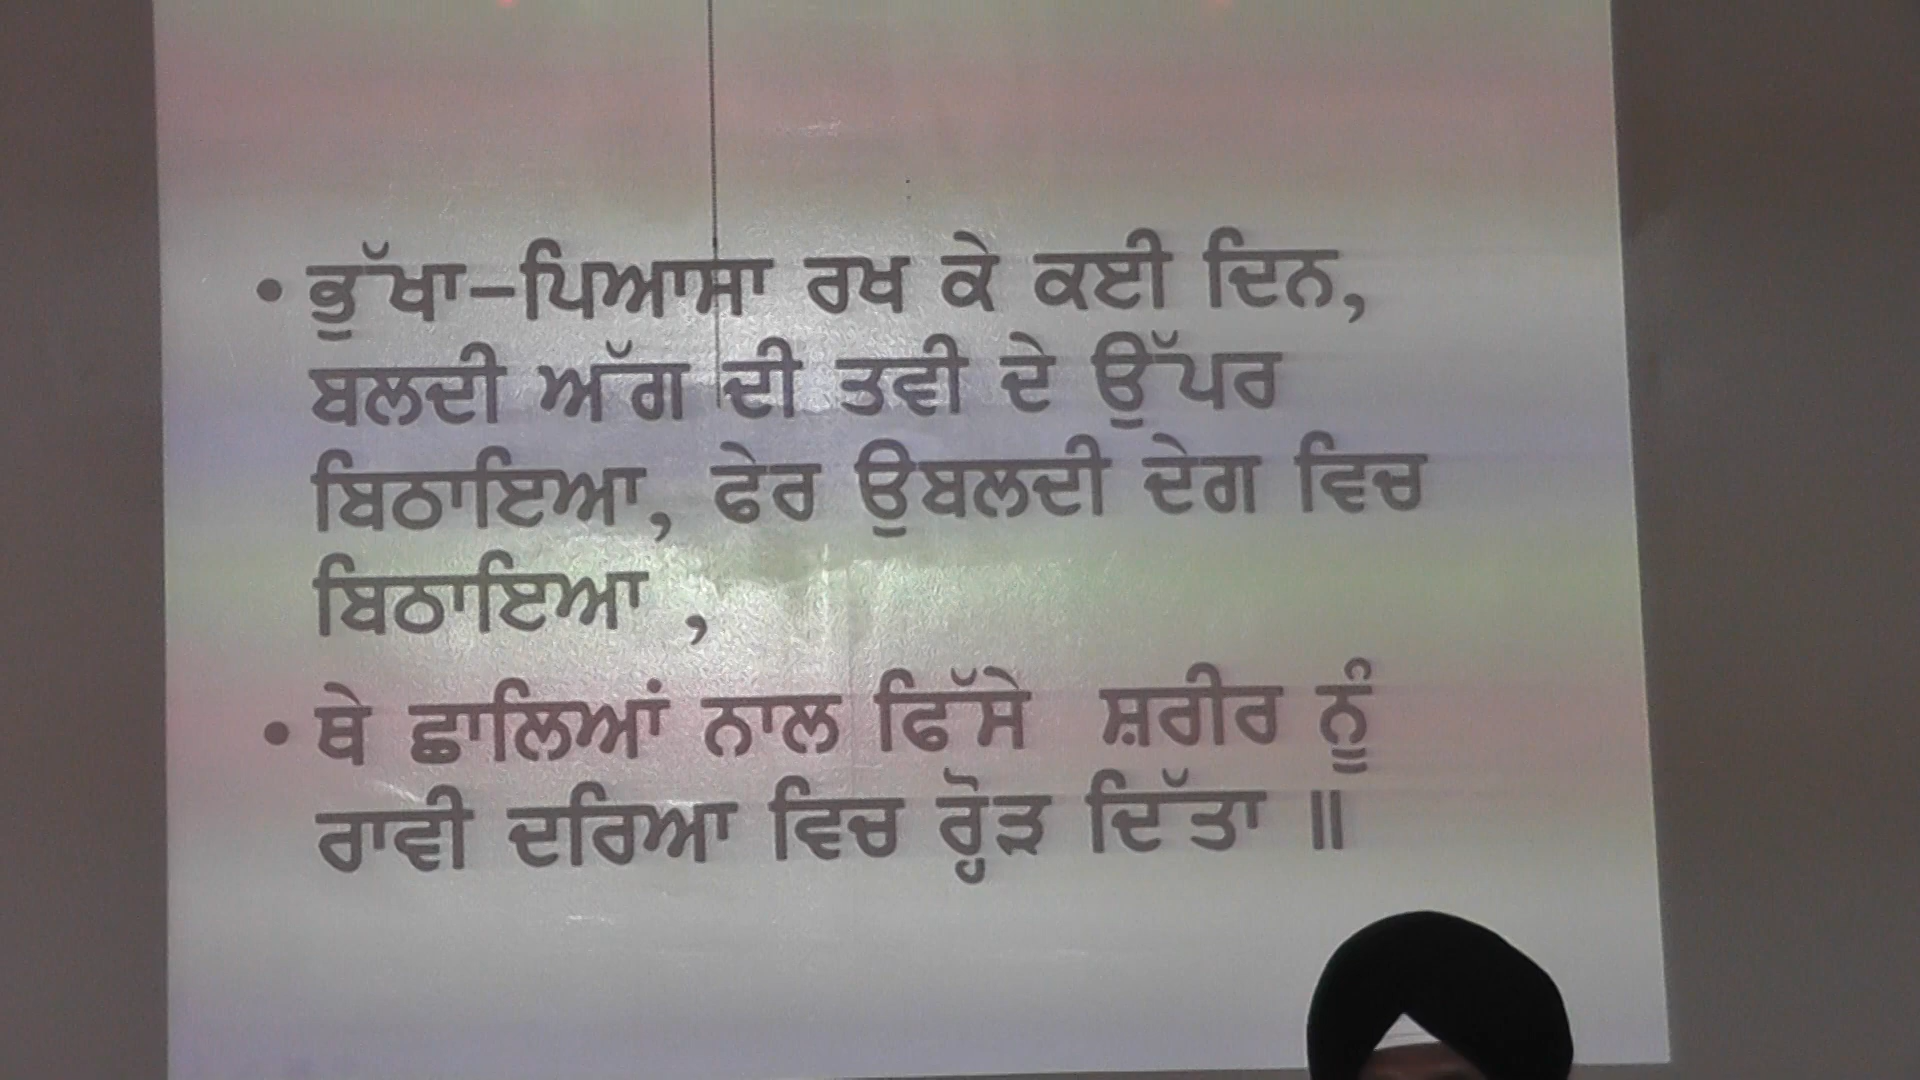 • ਭੁੱਖਾ–ਪਿਆਸਾ ਰਖ ਕੇ ਕਈ ਦਿਨ,
ਬਲਦੀ ਅੱਗ ਦੀ ਤਵੀ ਦੇ ਉੱਪਰ
ਬਿਠਾਇਆ, ਫੇਰ ਉਬਲਦੀ ਦੇਗ ਵਿਚ
ਬਿਠਾਇਆ ,
• ਥੇ ਛਾਲਿਆਂ ਨਾਲ ਫਿੱਸੇ ਸ਼ਰੀਰ ਨੂੰ
ਰਾਵੀ ਦਰਿਆ ਵਿਚ ਰ੍ਹੋੜ ਦਿੱਤਾ ॥